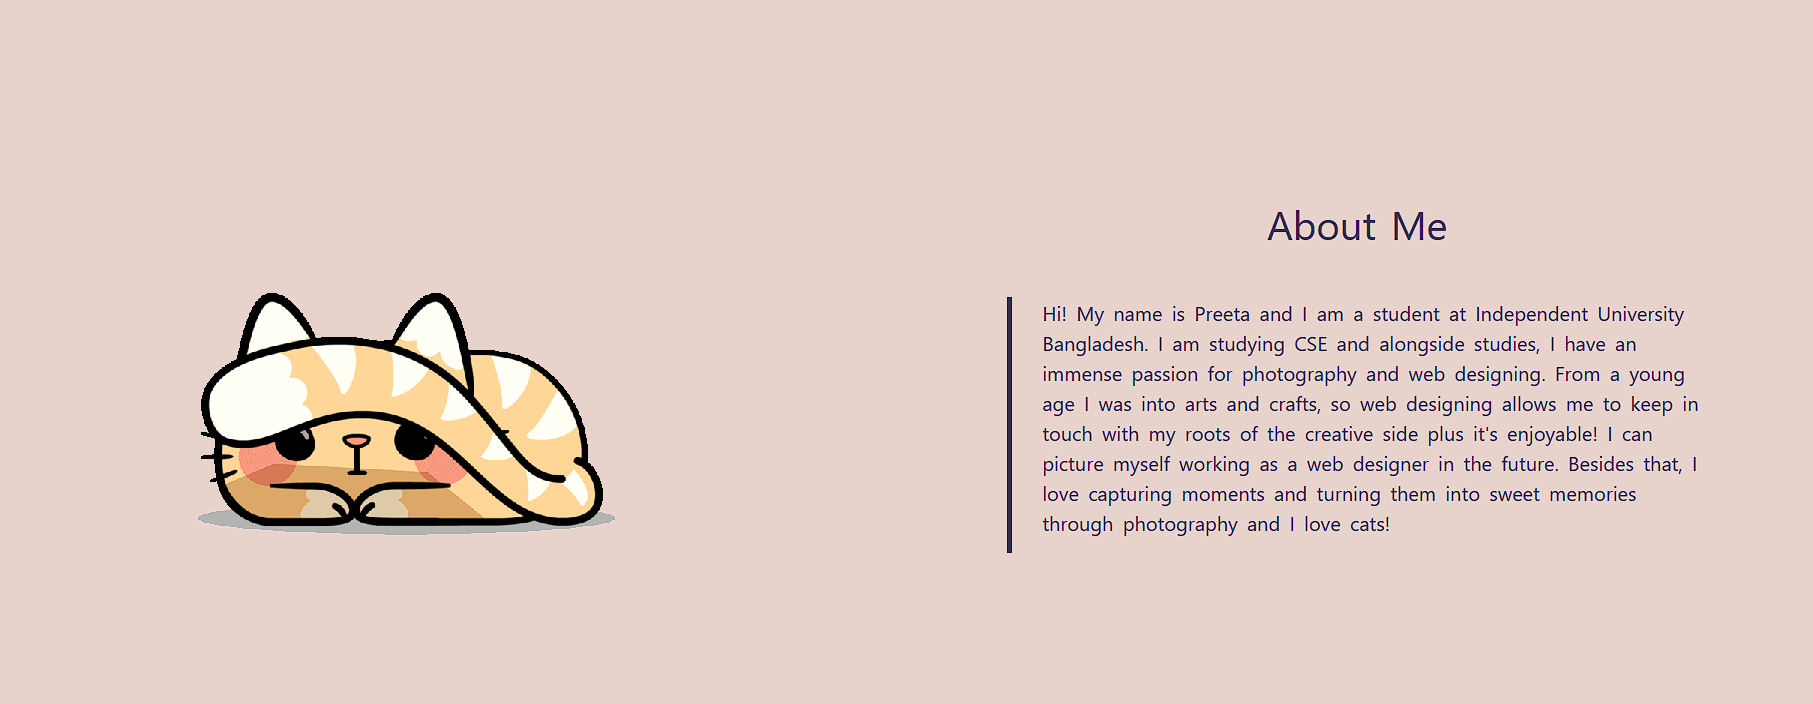 About Me
Hi! My name is Preeta and I am a student at Independent University
Bangladesh. I am studying CSE and alongside studies, I have an
immense passion for photography and web designing. From a young
age I was into arts and crafts, so web designing allows me to keep in
touch with my roots of the creative side plus it's enjoyable! I can
picture myself working as a web designer in the future. Besides that, I
love capturing moments and turning them into sweet memories
through photography and I love cats!